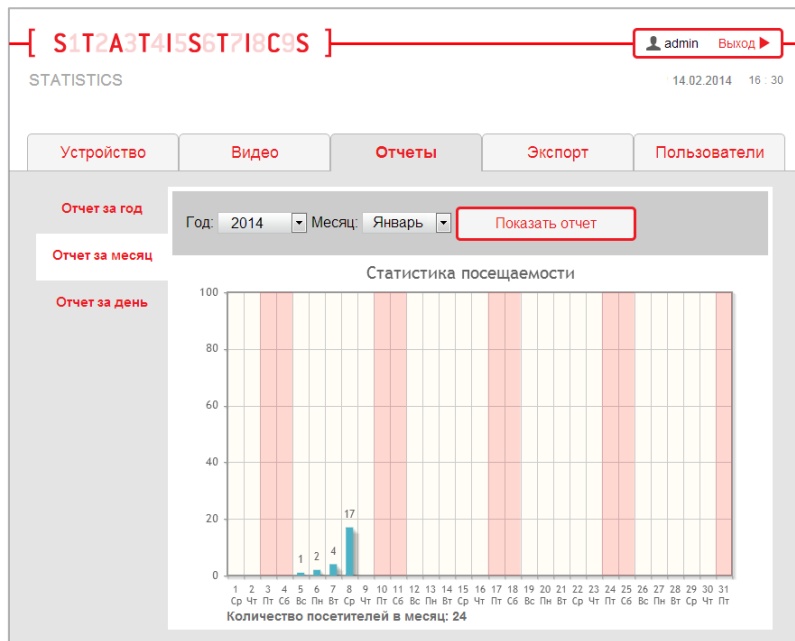 S1T2A3T4I5S6T7I8C9S
admin Выход
STATISTICS
14.02.2014 16 : 30
Устройство Видео Отчеты Экспорт Пользователи
Отчет за год
Отчет за месяц
Отчет за день
Год: 2014 Месяц: Январь Показать отчет
Статистика посещаемости
100
80
60
40
20
0
1 2 4 17
1 2 3 4 5 6 7 8 9 10 11 12 13 14 15 16 17 18 19 20 21 22 23 24 25 26 27 28 29 30 31
Ср Чт Пт Сб Вс Пн Вт Ср Чт Пт Сб Вс Пн Вт Ср Чт Пт Сб Вс Пн Вт Ср Чт Пт Сб Вс Пн Вт Ср Чт Пт
Количество посетителей в месяц: 24